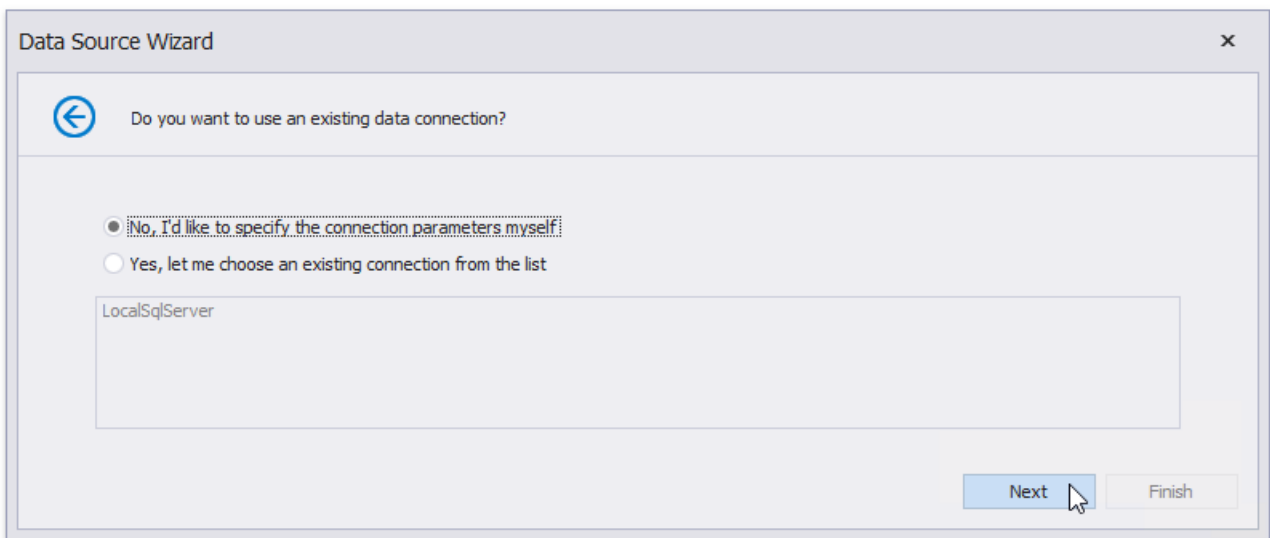 Data Source Wizard
Do you want to use an existing data connection?
No, I'd like to specify the connection parameters myself
Yes, let me choose an existing connection from the list
LocalSqlServer
Next
Finish